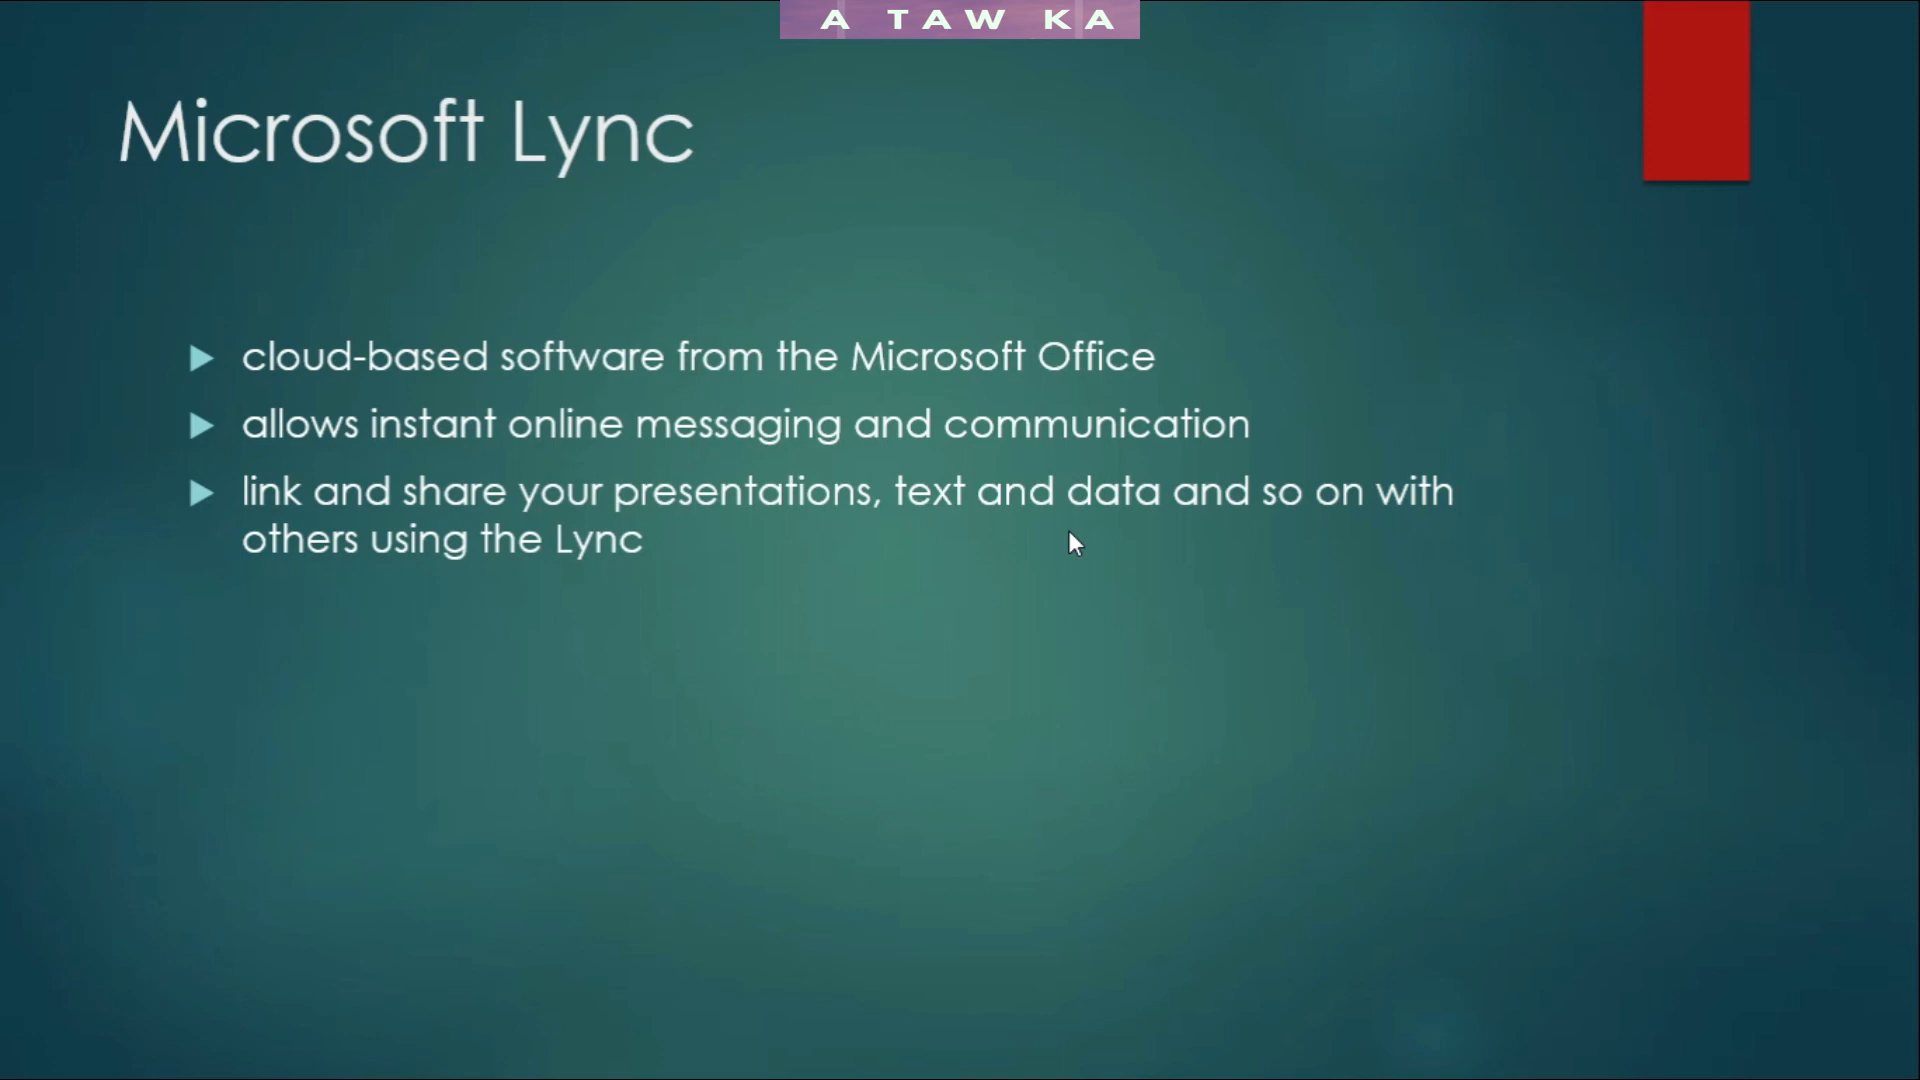 A TAW KA
Microsoft Lync
cloud-based software from the Microsoft Office
allows instant online messaging and communication
link and share your presentations, text and data and so on with
others using the Lync